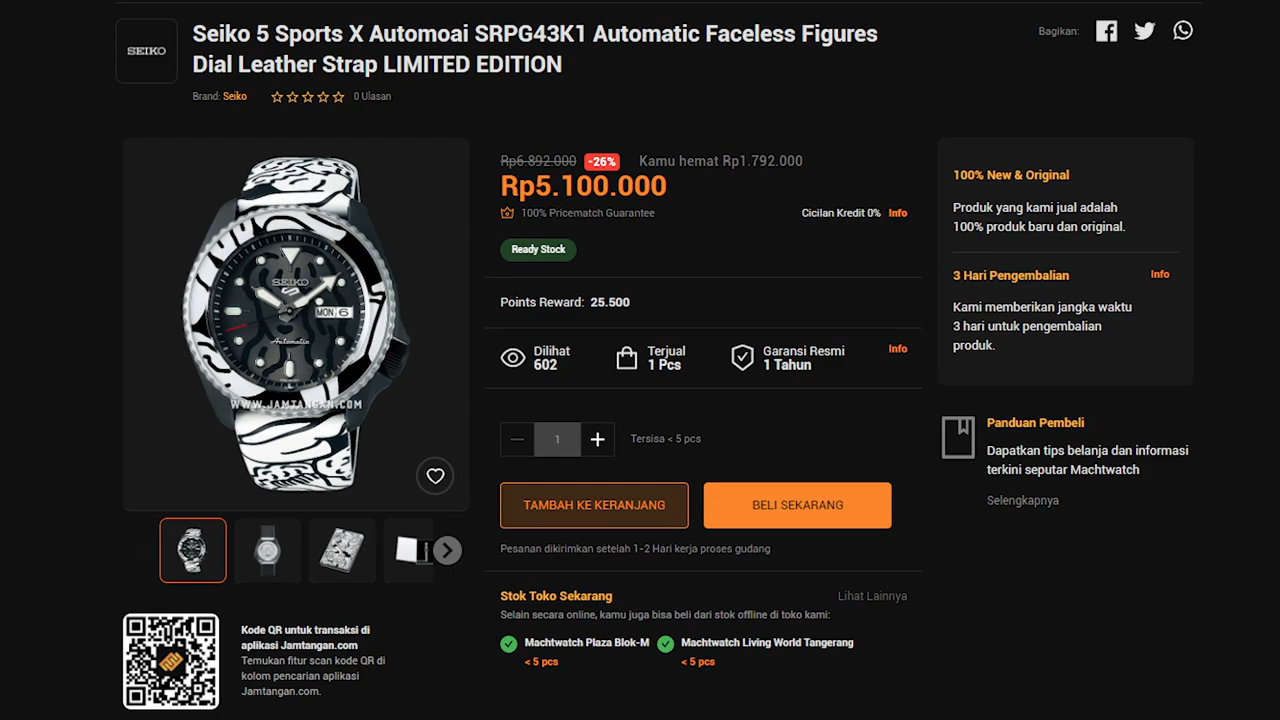 SEIKO
Seiko 5 Sports X Automoai SRPG43K1 Automatic Faceless Figures
Dial Leather Strap LIMITED EDITION
Bagikan:
Brand: Seiko
0 Ulasan
SEIKO
MON 6
Automatic
WWW.JAMTANGAN.COM
Rp6.892.000 -26% Kamu hemat Rp1.792.000
Rp5.100.000
100% Pricematch Guarantee
Cicilan Kredit 0% Info
Ready Stock
Points Reward: 25.500
Dilihat
602
Terjual
1 Pcs
Garansi Resmi
1 Tahun
Info
1
Tersisa < 5 pcs
TAMBAH KE KERANJANG
BELI SEKARANG
Pesanan dikirimkan setelah 1-2 Hari kerja proses gudang
Stok Toko Sekarang
Lihat Lainnya
Selain secara online, kamu juga bisa beli dari stok offline di toko kami:
Machtwatch Plaza Blok-M
< 5 pcs
Machtwatch Living World Tangerang
< 5 pcs
100% New & Original
Produk yang kami jual adalah
100% produk baru dan original.
3 Hari Pengembalian
Info
Kami memberikan jangka waktu
3 hari untuk pengembalian
produk.
Panduan Pembeli
Dapatkan tips belanja dan informasi
terkini seputar Machtwatch
Selengkapnya
Kode QR untuk transaksi di
aplikasi Jamtangan.com
Temukan fitur scan kode QR di
kolom pencarian aplikasi
Jamtangan.com.